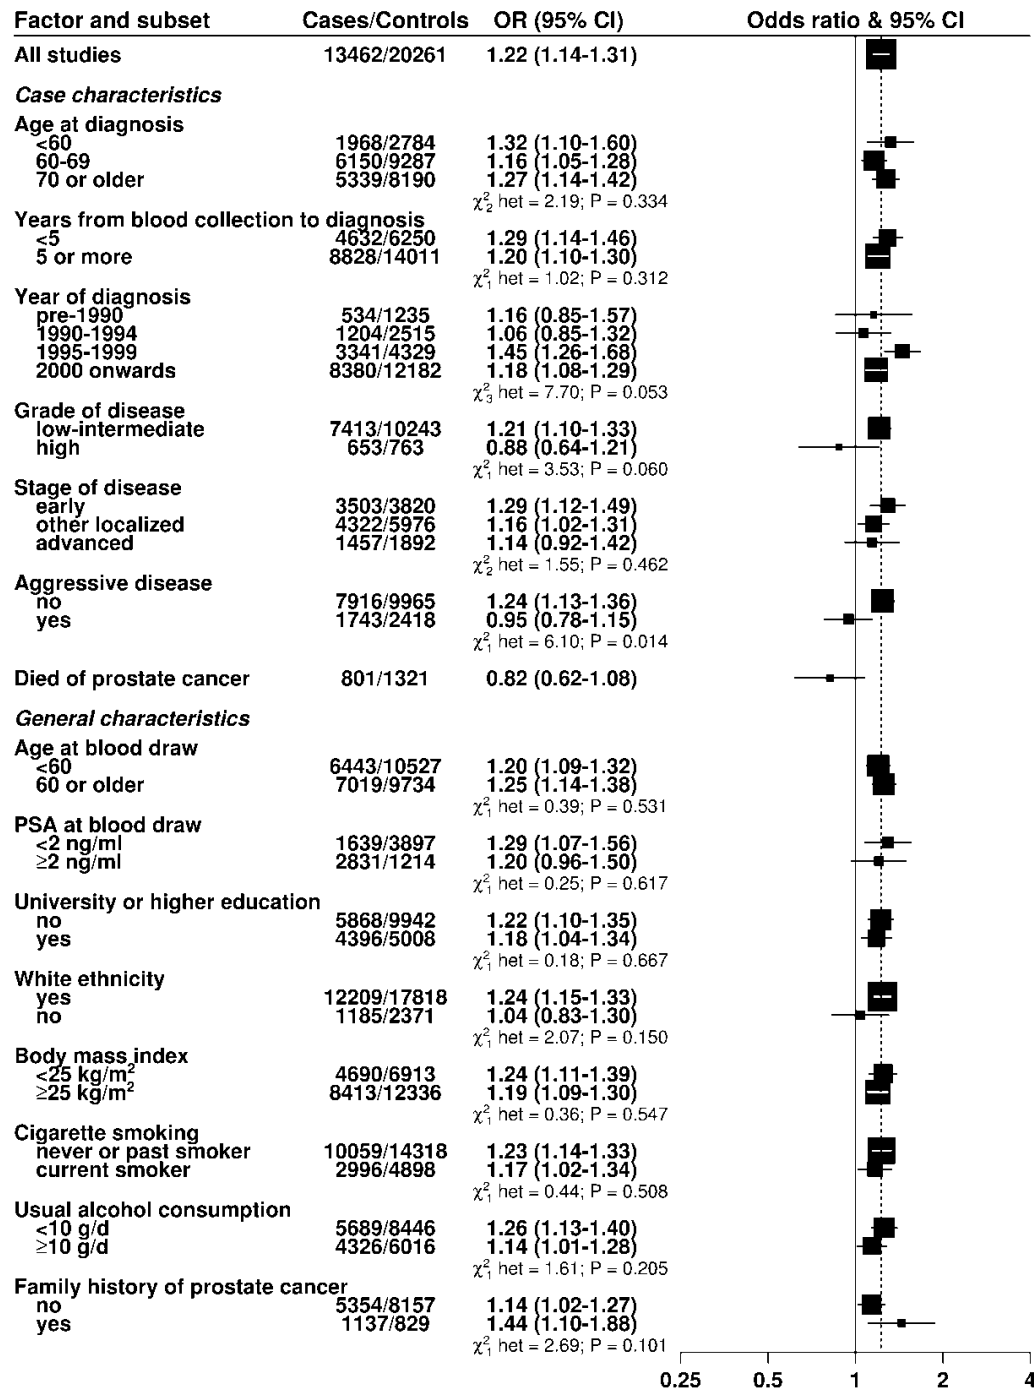 Factor and subset Cases/Controls OR (95% CI) Odds ratio & 95% CI
All studies 13462/20261 1.22 (1.14-1.31)
Case characteristics
Age at diagnosis
<60 1968/2784 1.32 (1.10-1.60)
60-69 6150/9287 1.16 (1.05-1.28)
70 or older 5339/8190 1.27 (1.14-1.42)
χ²₂ het = 2.19; P = 0.334
Years from blood collection to diagnosis
<5 4632/6250 1.29 (1.14-1.46)
5 or more 8828/14011 1.20 (1.10-1.30)
χ²₁ het = 1.02; P = 0.312
Year of diagnosis
pre-1990 534/1235 1.16 (0.85-1.57)
1990-1994 1204/2515 1.06 (0.85-1.32)
1995-1999 3341/4329 1.45 (1.26-1.68)
2000 onwards 8380/12182 1.18 (1.08-1.29)
χ²₃ het = 7.70; P = 0.053
Grade of disease
low-intermediate 7413/10243 1.21 (1.10-1.33)
high 653/763 0.88 (0.64-1.21)
χ²₁ het = 3.53; P = 0.060
Stage of disease
early 3503/3820 1.29 (1.12-1.49)
other localized 4322/5976 1.16 (1.02-1.31)
advanced 1457/1892 1.14 (0.92-1.42)
χ²₂ het = 1.55; P = 0.462
Aggressive disease
no 7916/9965 1.24 (1.13-1.36)
yes 1743/2418 0.95 (0.78-1.15)
χ²₁ het = 6.10; P = 0.014
Died of prostate cancer 801/1321 0.82 (0.62-1.08)
General characteristics
Age at blood draw
<60 6443/10527 1.20 (1.09-1.32)
60 or older 7019/9734 1.25 (1.14-1.38)
χ²₁ het = 0.39; P = 0.531
PSA at blood draw
<2 ng/ml 1639/3897 1.29 (1.07-1.56)
≥2 ng/ml 2831/1214 1.20 (0.96-1.50)
χ²₁ het = 0.25; P = 0.617
University or higher education
no 5868/9942 1.22 (1.10-1.35)
yes 4396/5008 1.18 (1.04-1.34)
χ²₁ het = 0.18; P = 0.667
White ethnicity
yes 12209/17818 1.24 (1.15-1.33)
no 1185/2371 1.04 (0.83-1.30)
χ²₁ het = 2.07; P = 0.150
Body mass index
<25 kg/m² 4690/6913 1.24 (1.11-1.39)
≥25 kg/m² 8413/12336 1.19 (1.09-1.30)
χ²₁ het = 0.36; P = 0.547
Cigarette smoking
never or past smoker 10059/14318 1.23 (1.14-1.33)
current smoker 2996/4898 1.17 (1.02-1.34)
χ²₁ het = 0.44; P = 0.508
Usual alcohol consumption
<10 g/d 5689/8446 1.26 (1.13-1.40)
≥10 g/d 4326/6016 1.14 (1.01-1.28)
χ²₁ het = 1.61; P = 0.205
Family history of prostate cancer
no 5354/8157 1.14 (1.02-1.27)
yes 1137/829 1.44 (1.10-1.88)
χ²₁ het = 2.69; P = 0.101
0.25 0.5 1 2 4